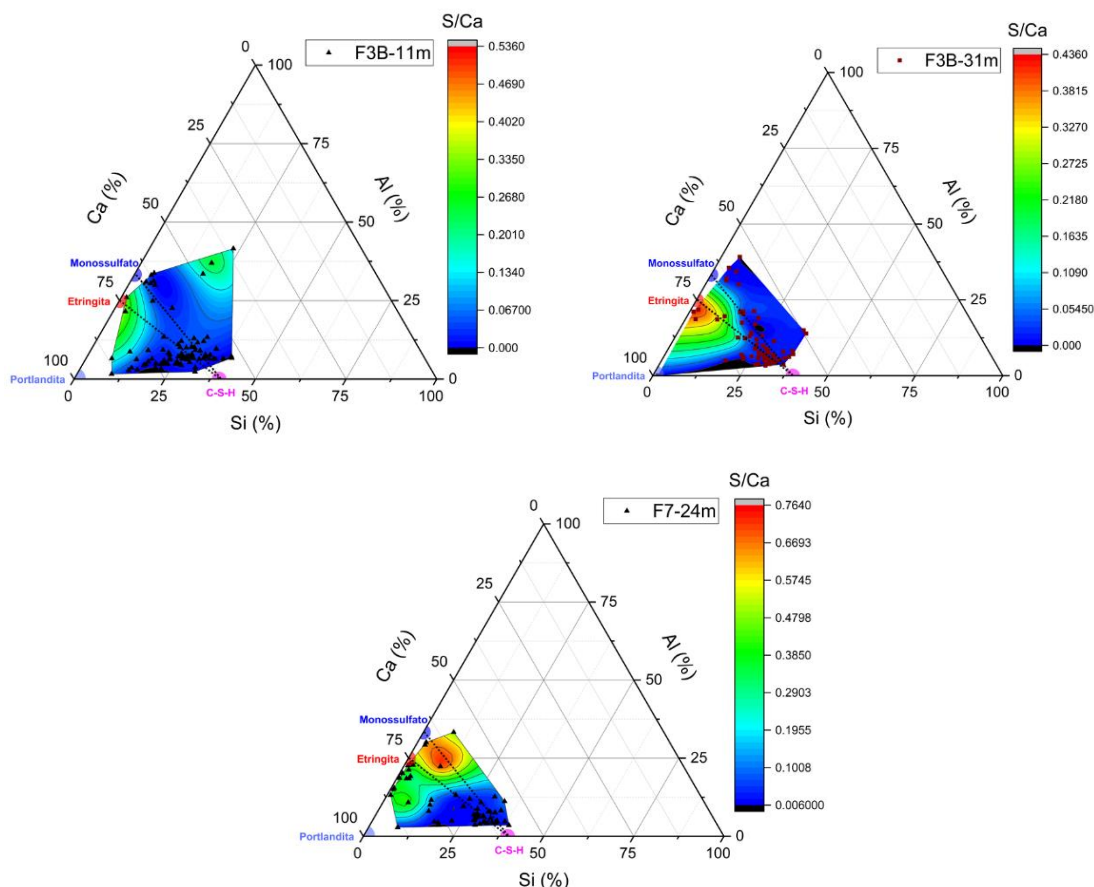 S/Ca
F3B-11m
0
100
25
75
Ca (%)
Al (%)
50
50
Monossulfato
75
Etringita
25
100
Portlandita
0
C-S-H
25
50
75
100
Si (%)
0.5360
0.4690
0.4020
0.3350
0.2680
0.2010
0.1340
0.06700
0.000
S/Ca
F3B-31m
0
100
25
75
Ca (%)
Al (%)
50
50
Monossulfato
75
Etringita
25
100
Portlandita
0
C-S-H
25
50
75
100
Si (%)
0.4360
0.3815
0.3270
0.2725
0.2180
0.1635
0.1090
0.05450
0.000
S/Ca
F7-24m
0
100
25
75
Ca (%)
Al (%)
50
50
Monossulfato
75
Etringita
25
100
Portlandita
0
C-S-H
25
50
75
100
Si (%)
0.7640
0.6693
0.5745
0.4798
0.3850
0.2903
0.1955
0.1008
0.006000